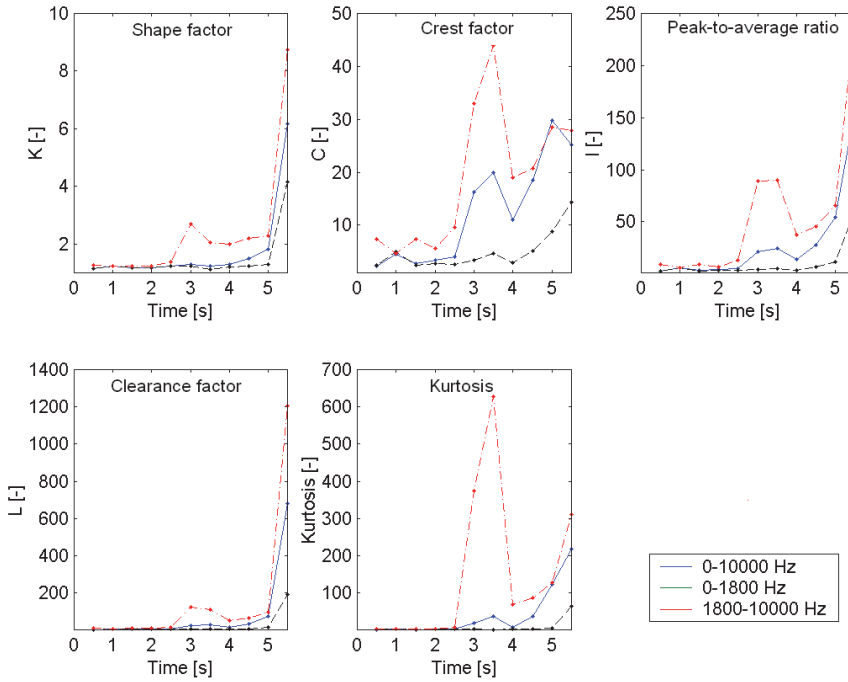 Shape factor
10
8
6
4
2
K [-]
0 1 2 3 4 5
Time [s]
Crest factor
50
40
30
20
10
C [-]
0 1 2 3 4 5
Time [s]
Peak-to-average ratio
250
200
150
100
50
I [-]
0 1 2 3 4 5
Time [s]
Clearance factor
1400
1200
1000
800
600
400
200
L [-]
0 1 2 3 4 5
Time [s]
Kurtosis
700
600
500
400
300
200
100
Kurtosis [-]
0 1 2 3 4 5
Time [s]
0-10000 Hz
0-1800 Hz
1800-10000 Hz